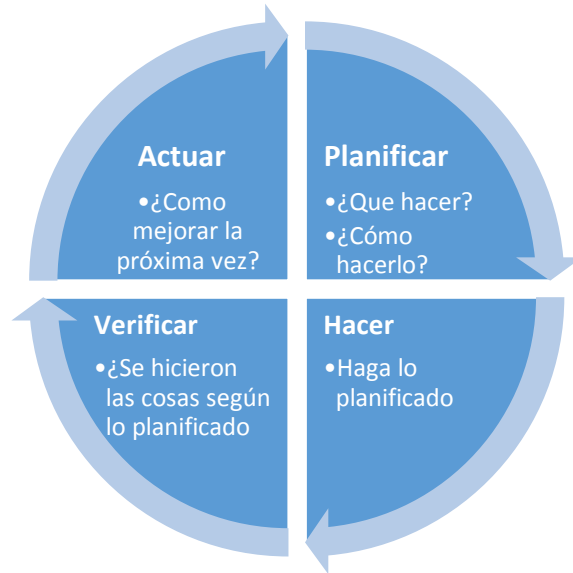 Actuar
•¿Como
mejorar la
próxima vez?
Planificar
•¿Que hacer?
•¿Cómo
hacerlo?
Verificar
•¿Se hicieron
las cosas según
lo planificado
Hacer
•Haga lo
planificado